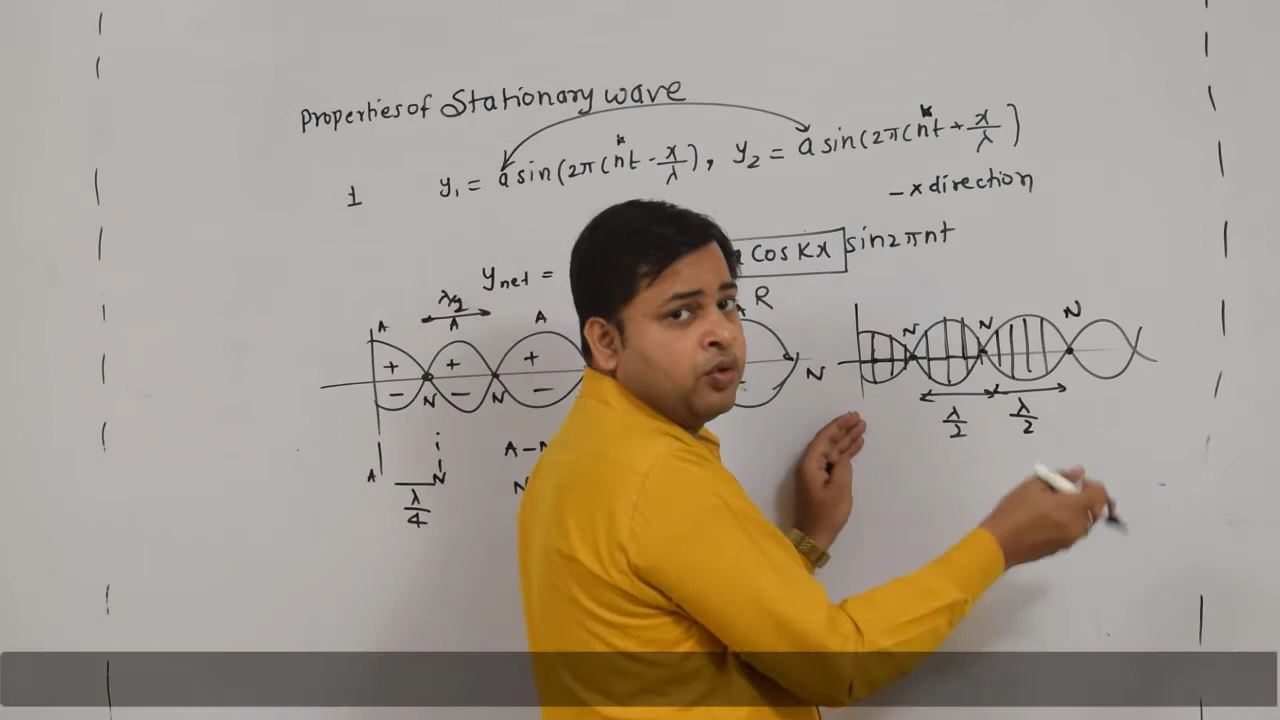 Properties of Stationary wave
1 y₁ = a sin(2π(nt - x/λ), y₂ = a sin(2π(nt + x/λ)
- x direction
y net = Cos Kx sin2πnt
λ/2
A A A R
+ + +
N N N
- - -
N N N
λ/2 λ/2
A N A - N
λ/4 N